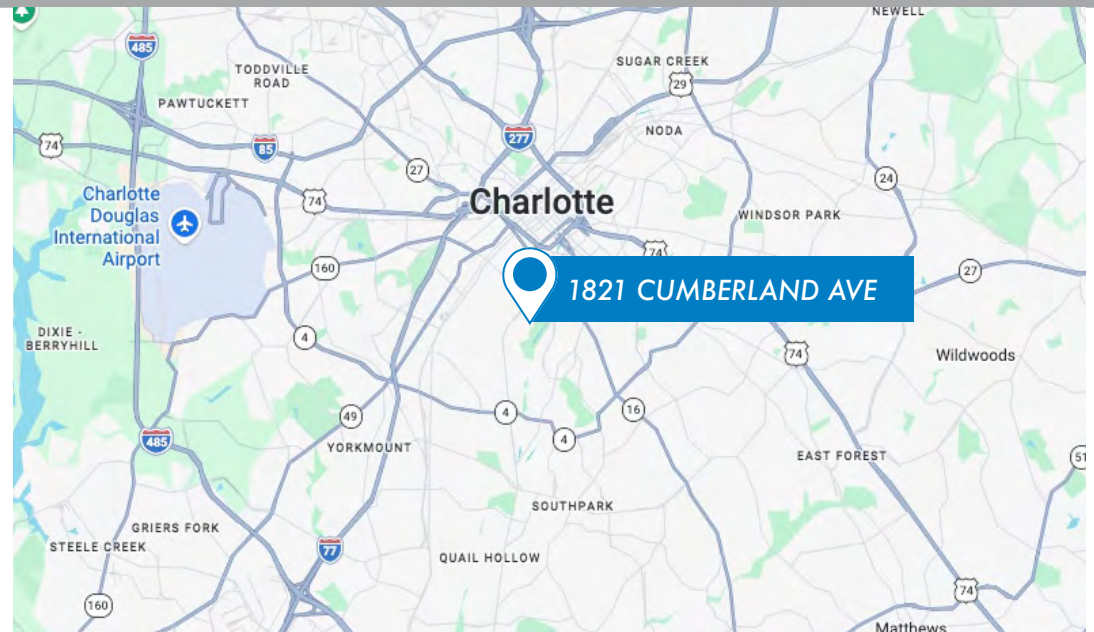 NEWELL
485
TODDVILLE
ROAD
SUGAR CREEK
29
PAWTUCKETT
NODA
277
74
85
27
24
Charlotte
74
Charlotte
Douglas
International
Airport
WINDSOR PARK
74
160
27
1821 CUMBERLAND AVE
DIXIE -
BERRYHILL
4
74
Wildwoods
49
4
16
485
YORKMOUNT
4
EAST FOREST
51
SOUTHPARK
GRIERS FORK
STEELE CREEK
77
QUAIL HOLLOW
160
74
Matthews